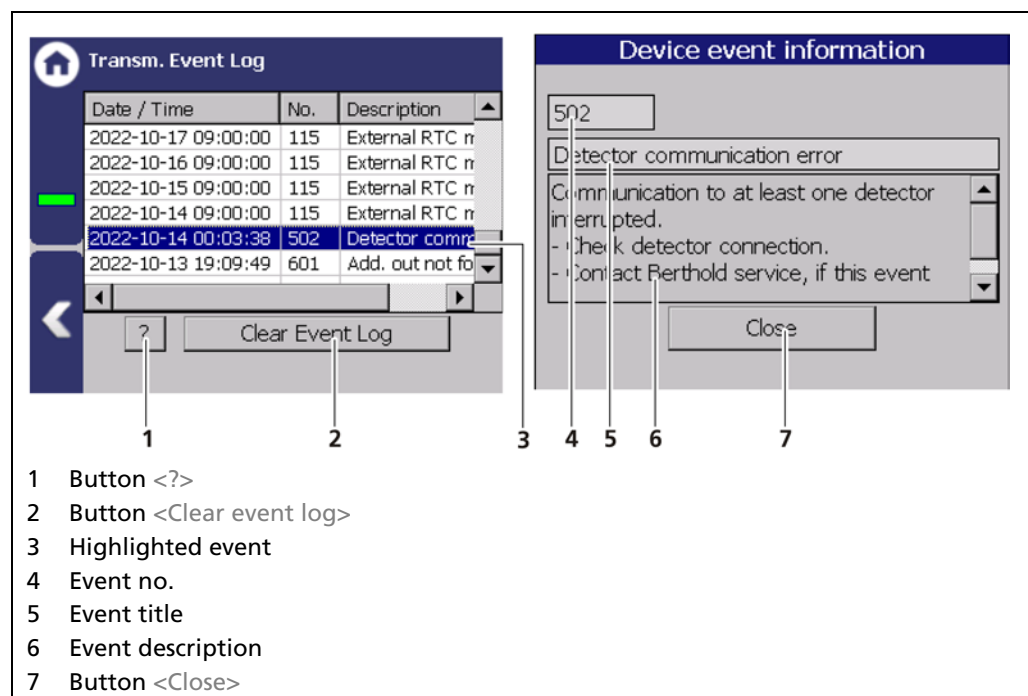 Transm. Event Log
Date / Time No. Description
2022-10-17 09:00:00 115 External RTC
2022-10-16 09:00:00 115 External RTC
2022-10-15 09:00:00 115 External RTC
2022-10-14 09:00:00 115 External RTC
2022-10-14 00:03:38 502 Detector comm
2022-10-13 19:09:49 601 Add. out not fo
? Clear Event Log
Device event information
502
Detector communication error
Communication to at least one detector
interrupted.
- Check detector connection.
- Contact Berthold service, if this event
Close
1 2 3 4 5 6 7
1 Button <?>
2 Button <Clear event log>
3 Highlighted event
4 Event no.
5 Event title
6 Event description
7 Button <Close>